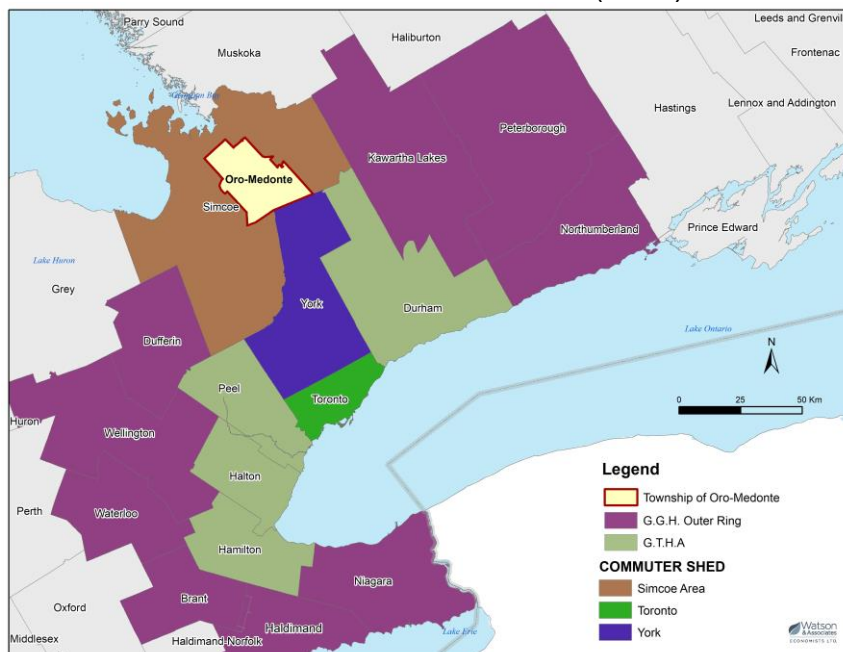 Parry Sound
Muskoka
Haliburton
Leeds and Grenvil
Frontenac
Lennox and Addington
Hastings
Georgian Bay
Peterborough
Kawartha Lakes
Oro-Medonte
Simcoe
Northumberland
Prince Edward
Lake Huron
Grey
York
Durham
Lake Ontario
Dufferin
N
Peel
Toronto
0 25 50 Km
Huron
Wellington
Halton
Perth
Waterloo
Hamilton
Niagara
Brant
Oxford
Haldimand
Middlesex
Haldimand-Norfolk
Lake Erie
Legend
Township of Oro-Medonte
G.G.H. Outer Ring
G.T.H.A
COMMUTER SHED
Simcoe Area
Toronto
York
Watson
& Associates
ECONOMISTS LTD.